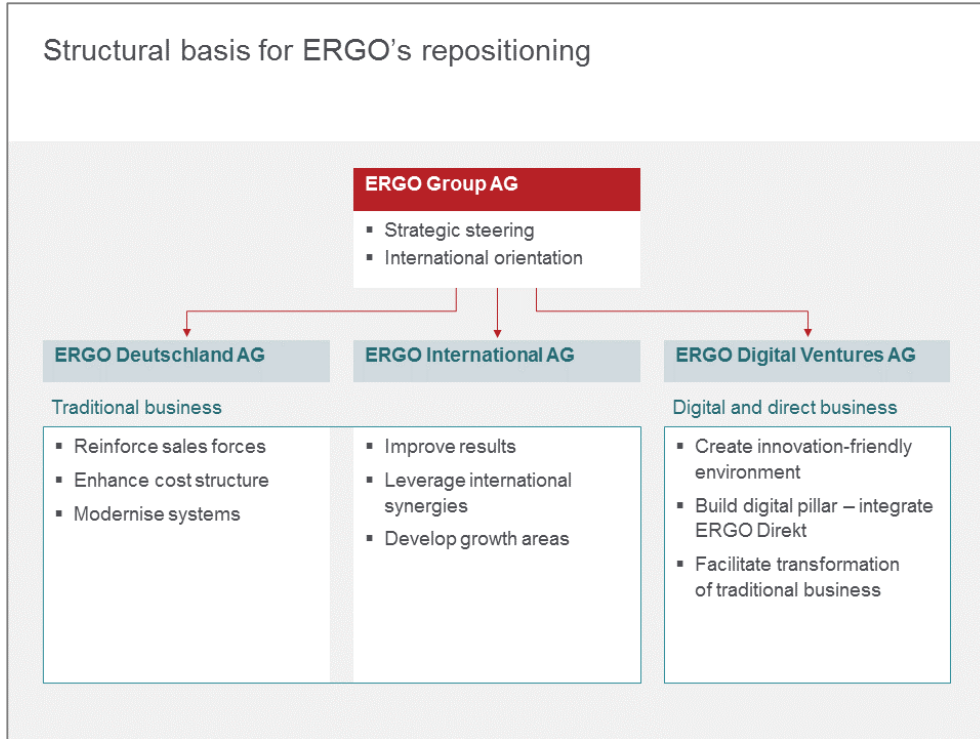 Structural basis for ERGO’s repositioning
ERGO Group AG
▪ Strategic steering
▪ International orientation
ERGO Deutschland AG
ERGO International AG
ERGO Digital Ventures AG
Traditional business
Digital and direct business
▪ Reinforce sales forces
▪ Enhance cost structure
▪ Modernise systems
▪ Improve results
▪ Leverage international
synergies
▪ Develop growth areas
▪ Create innovation-friendly
environment
▪ Build digital pillar – integrate
ERGO Direkt
▪ Facilitate transformation
of traditional business